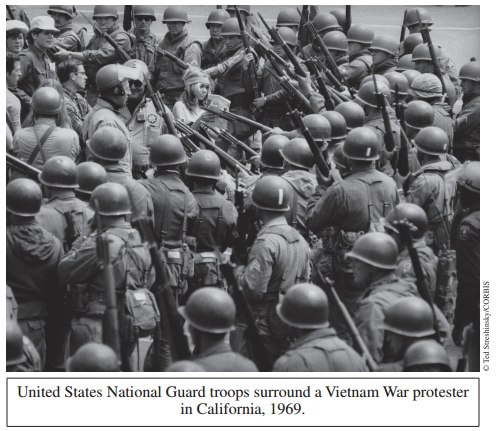 © Ted Streshinsky/CORBIS
United States National Guard troops surround a Vietnam War protester
in California, 1969.